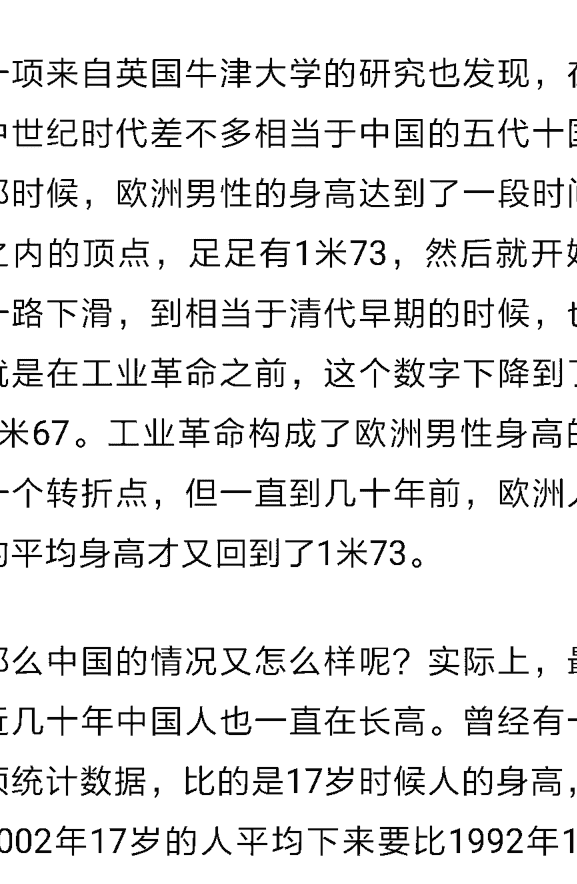 项来自英国牛津大学的研究也发现，在
中世纪时代差不多相当于中国的五代十国
那时候，欧洲男性的身高达到了一段时间
之内的顶点，足足有1米73，然后就开始
一路下滑，到相当于清代早期的时候，也
就是在工业革命之前，这个数字下降到了
米67。工业革命构成了欧洲男性身高的
一个转折点，但一直到几十年前，欧洲人
的平均身高才又回到了1米73。
那么中国的情况又怎么样呢？实际上，最
近几十年中国人也一直在长高。曾经有一
项统计数据，比的是17岁时候人的身高，
002年17岁的人平均下来要比1992年1